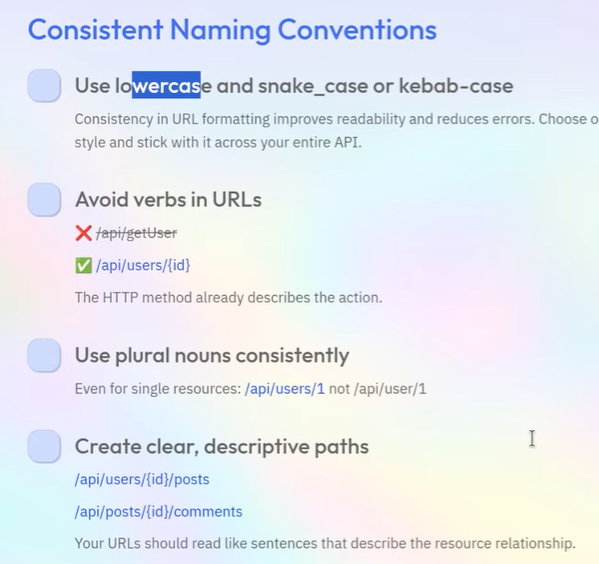 Consistent Naming Conventions
Use lowercase and snake_case or kebab-case
Consistency in URL formatting improves readability and reduces errors. Choose o
style and stick with it across your entire API.
Avoid verbs in URLs
❌ /api/getUser
✅ /api/users/{id}
The HTTP method already describes the action.
Use plural nouns consistently
Even for single resources: /api/users/1 not /api/user/1
Create clear, descriptive paths
/api/users/{id}/posts
/api/posts/{id}/comments
Your URLs should read like sentences that describe the resource relationship.